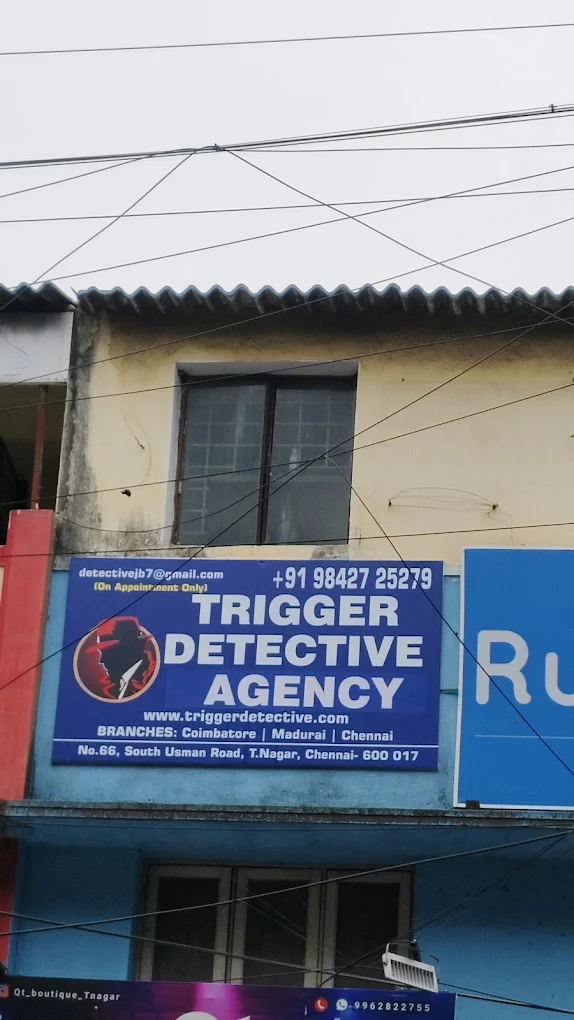 detectivejb7@gmail.com
(On Appointment Only)
+91 98427 25279
TRIGGER
DETECTIVE
AGENCY
www.triggerdetective.com
BRANCHES: Coimbatore | Madurai | Chennai
No.66, South Usman Road, T.Nagar, Chennai- 600 017
Ru
Qt_boutique_Tnagar
9962822755